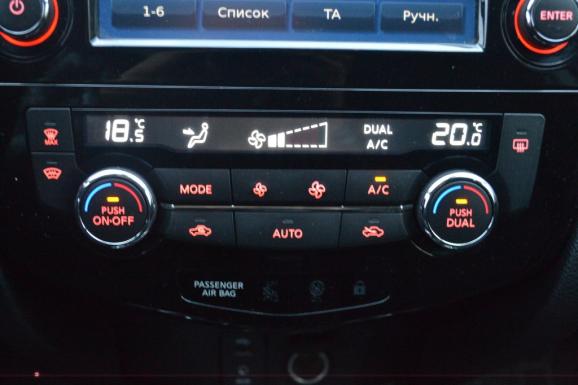 1-6 Список TA Ручн.
ENTER
MAX
18.5°C DUAL A/C 20.0°C
MODE A/C
PUSH ON·OFF
PUSH DUAL
AUTO
PASSENGER AIR BAG